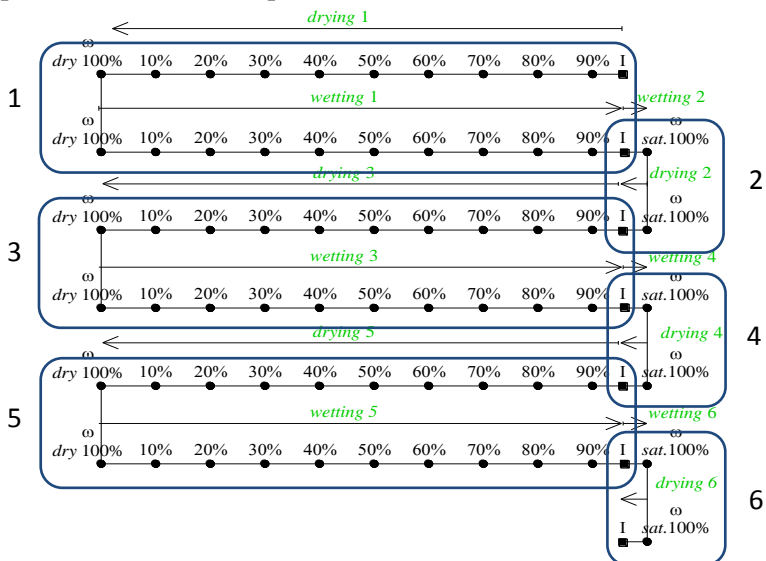 drying 1
ω
dry 100% 10% 20% 30% 40% 50% 60% 70% 80% 90% I
1
wetting 1 wetting 2
ω ω
dry 100% 10% 20% 30% 40% 50% 60% 70% 80% 90% I sat.100%
drying 3 drying 2
2
ω ω
dry 100% 10% 20% 30% 40% 50% 60% 70% 80% 90% I sat.100%
3
wetting 3 wetting 4
ω ω
dry 100% 10% 20% 30% 40% 50% 60% 70% 80% 90% I sat.100%
drying 5 drying 4
4
ω ω
dry 100% 10% 20% 30% 40% 50% 60% 70% 80% 90% I sat.100%
5
wetting 5 wetting 6
ω ω
dry 100% 10% 20% 30% 40% 50% 60% 70% 80% 90% I sat.100%
drying 6
6
ω
I sat.100%